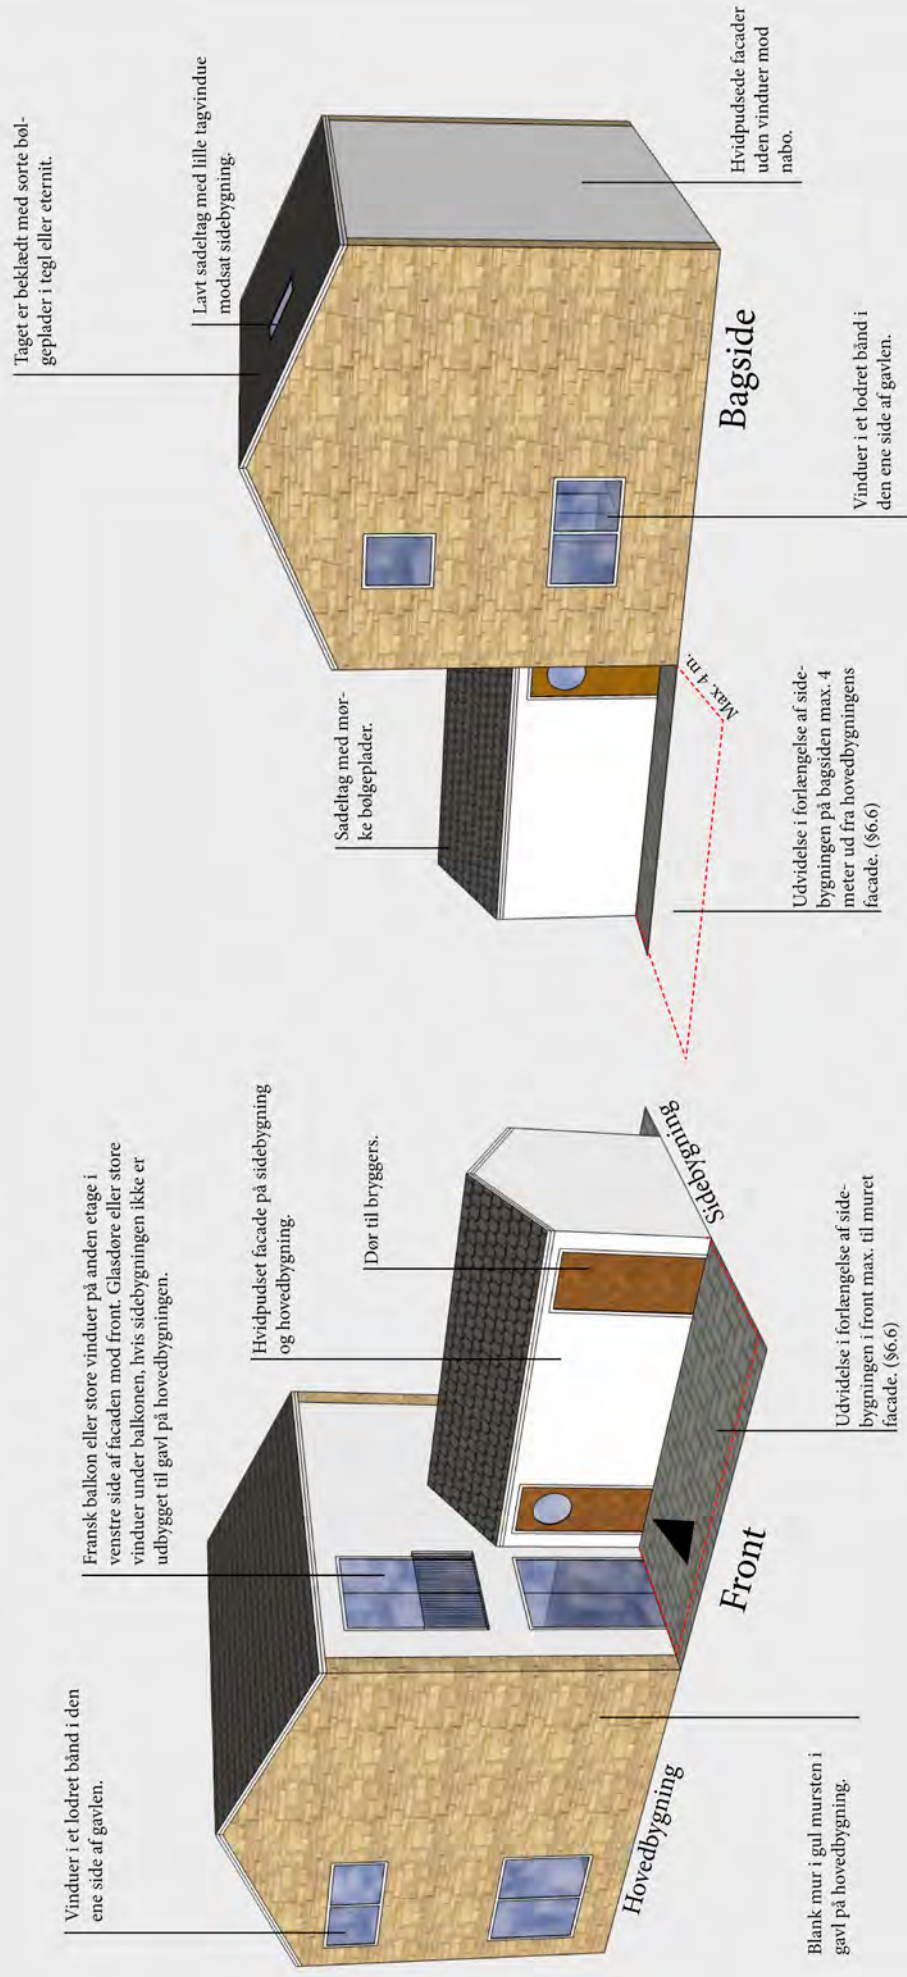 Vinduer i et lodret bånd i den
ene side af gavlen.
Fransk balkon eller store vinduer på anden etage i
venstre side af facaden mod front. Glasdøre eller store
vinduer under balkonen, hvis sidebygningen ikke er
udbygget til gavl på hovedbygningen.
Hvidpudset facade på sidebygning
og hovedbygning.
Dør til bryggers.
Hovedbygning
Front
Sidebygning
Blank mur i gul mursten i
gavl på hovedbygning.
Udvidelse i forlængelse af side-
bygningen i front max. til muret
facade. (§6.6)
Taget er beklædt med sorte bøl-
geplader i tegl eller eternit.
Lavt sadeltag med lille tagvindue
modsat sidebygning.
Sadeltag med mør-
ke bølgeplader.
Max. 4 m.
Bagside
Udvidelse i forlængelse af side-
bygningen på bagsiden max. 4
meter ud fra hovedbygningens
facade. (§6.6)
Vinduer i et lodret bånd i
den ene side af gavlen.
Hvidpudsede facader
uden vinduer mod
nabo.